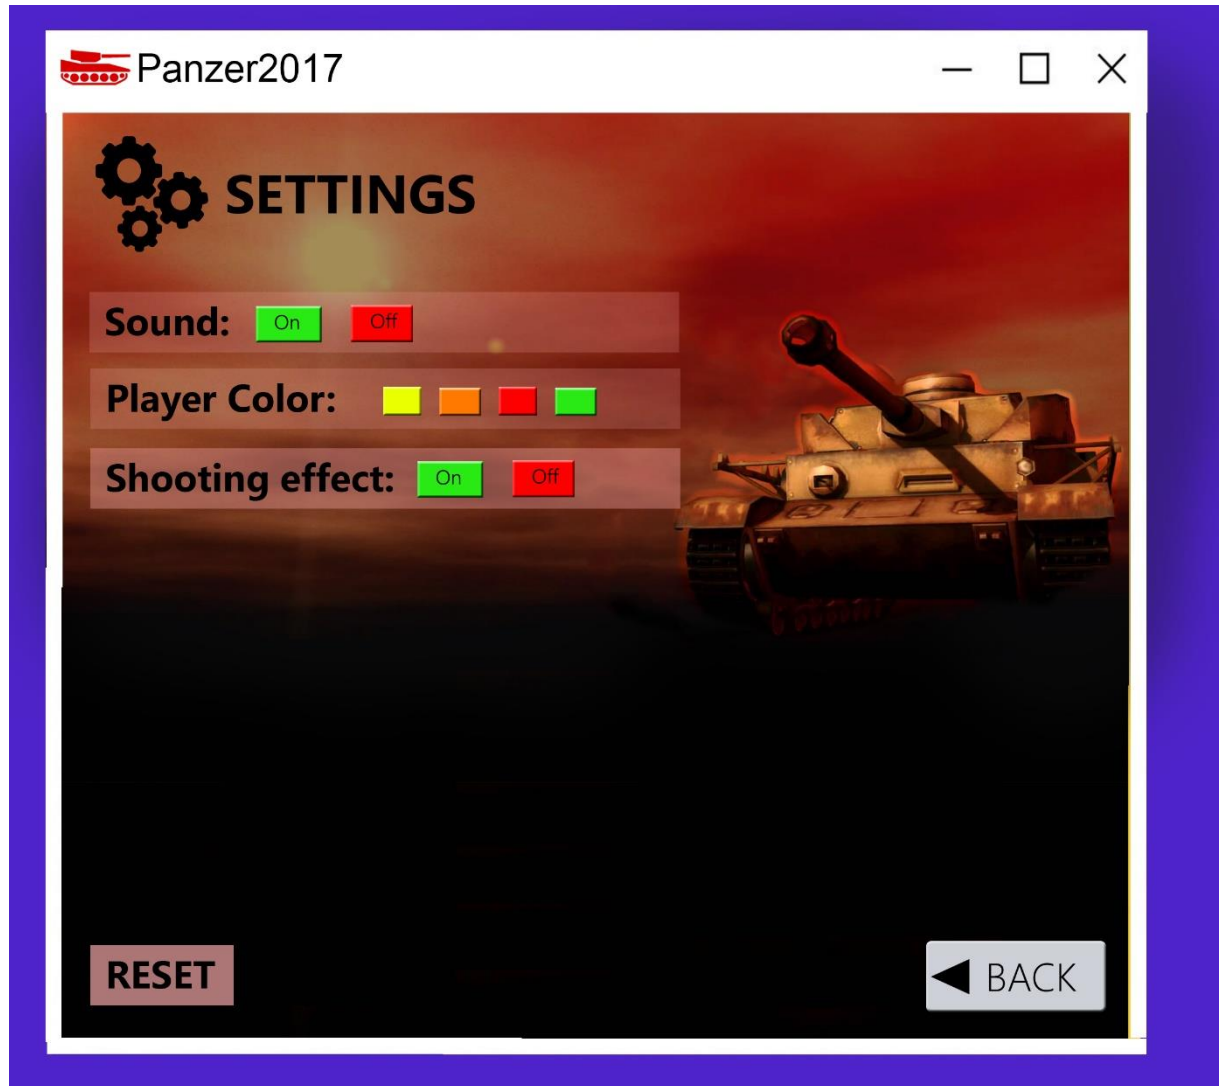 Panzer2017
SETTINGS
Sound: On Off
Player Color:
Shooting effect: On Off
RESET
BACK